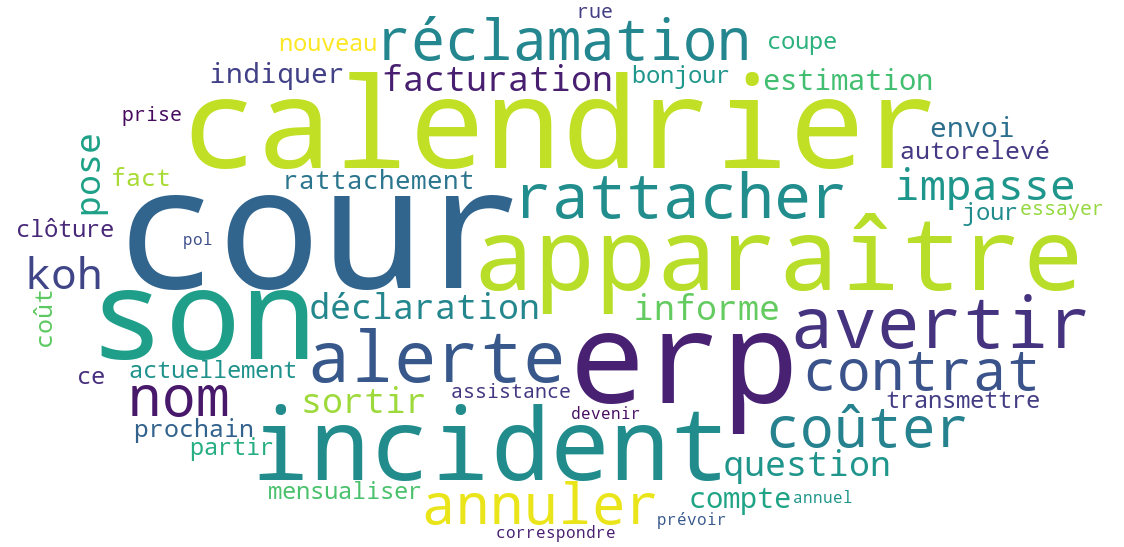 rue
nouveau réclamation coupe
indiquer facturation bonjour estimation
calendrier
prise envoi
pose autorelevé
fact rattachement rattacher impasse
jour essayer
clôture cour pol apparaître
koh
coût son déclaration informe avertir
erp
ce actuellement alerte contrat
nom sortir assistance transmettre
prochain devenir coûter
partir incident question
mensualiser annuler compte annuel
prévoir
correspondre